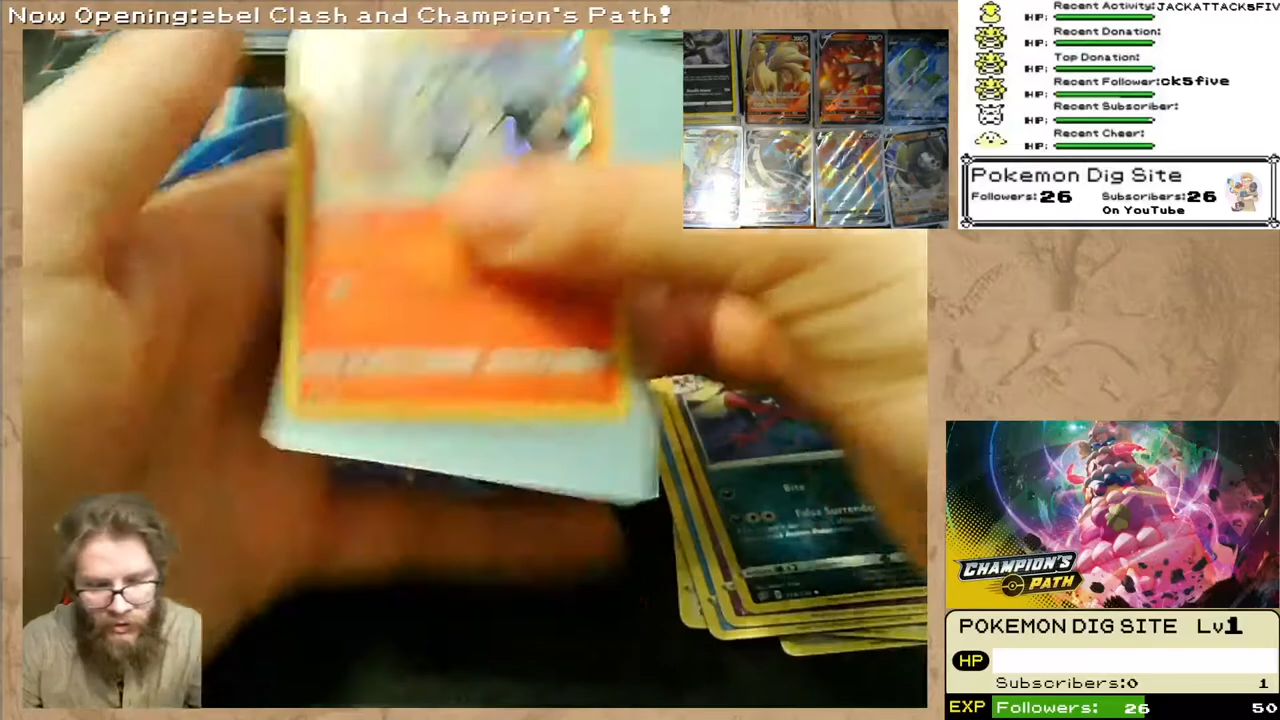 Now Opening:ebel Clash and Champion's Path!
Recent Activity:JACKATTACK5FIV
HP:
Recent Donation:
HP:
Top Donation:
HP:
Recent Follower:ck5five
HP:
Recent Subscriber:
HP:
Recent Cheer:
HP:
Pokemon Dig Site
Followers: 26 Subscribers: 26
On YouTube
Bite
False Surrender
CHAMPION'S
PATH
POKEMON DIG SITE Lv1
HP
Subscribers:0 1
EXP Followers: 26 50